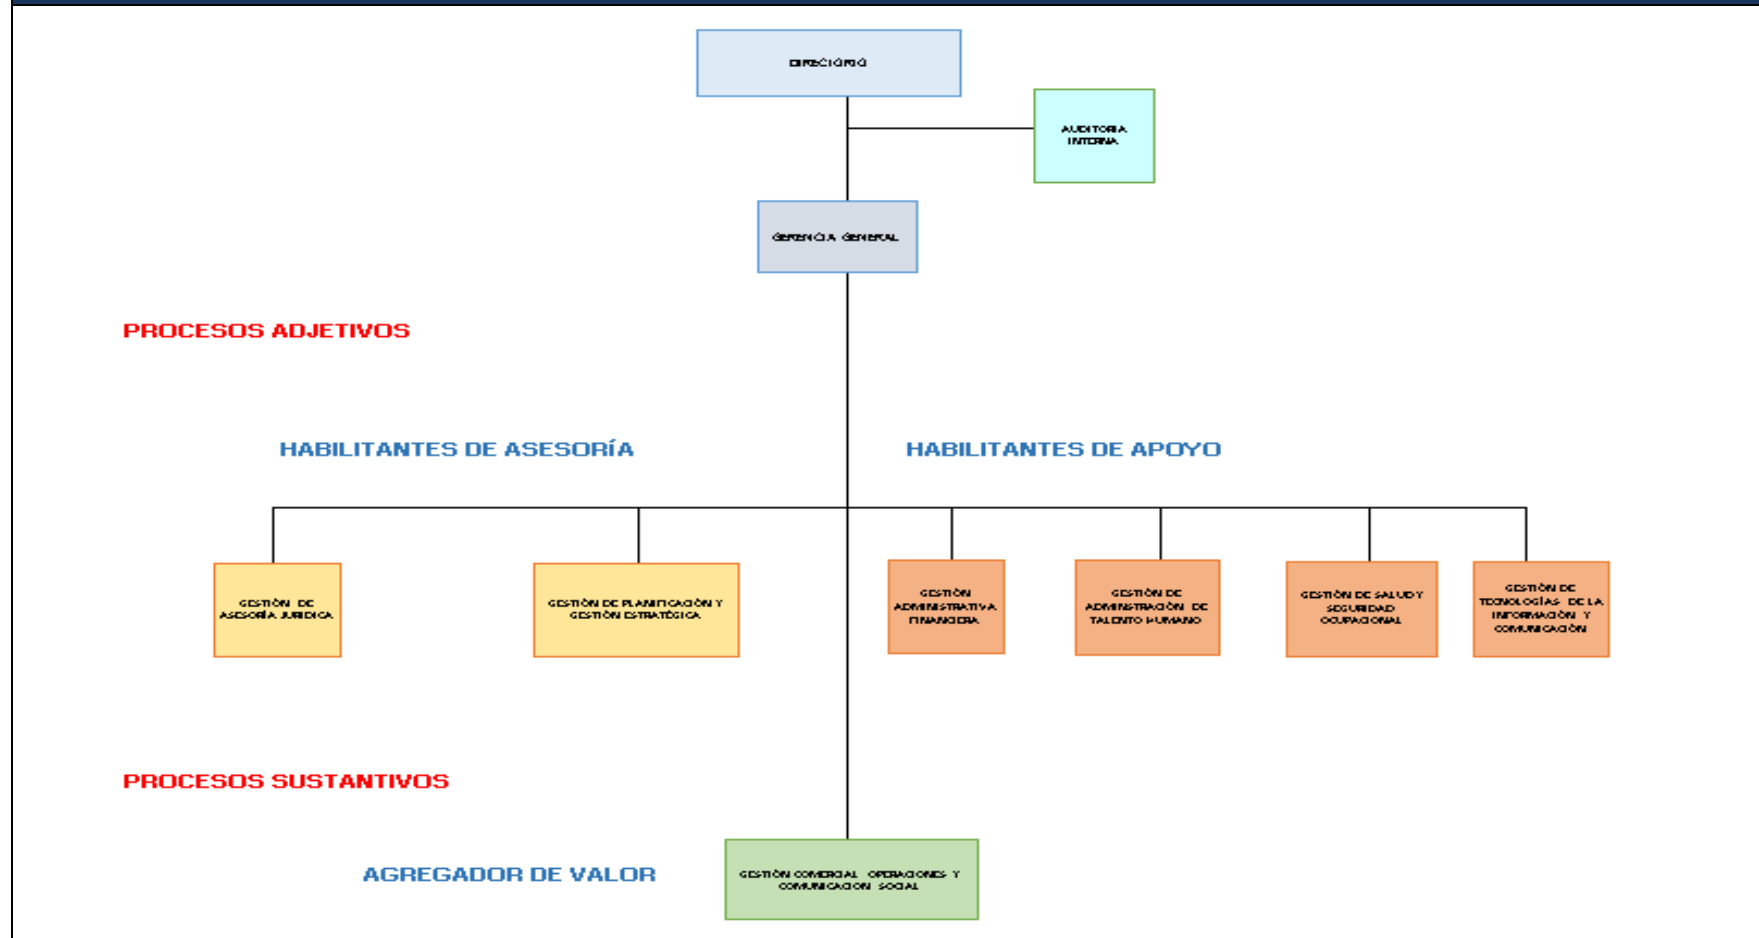 DIRECTORIO
AUDITORIA
INTERNA
GERENCIA GENERAL
PROCESOS ADJETIVOS
HABILITANTES DE ASESORÍA
HABILITANTES DE APOYO
GESTIÓN DE
ASESORÍA JURIDICA
GESTIÓN DE PLANIFICACIÓN Y
GESTIÓN ESTRATÉGICA
GESTIÓN
ADMINISTRATIVA
FINANCIERA
GESTIÓN DE
ADMINSTRACIÓN DE
TALENTO HUMANO
GESTIÓN DE SALUD Y
SEGURIDAD
OCUPACIONAL
GESTIÓN DE
TECNOLOGÍAS DE LA
INFORMACIÓN Y
COMUNICACIÓN
PROCESOS SUSTANTIVOS
AGREGADOR DE VALOR
GESTIÓN COMERCIAL OPERACIONES Y
COMUNICACION SOCIAL